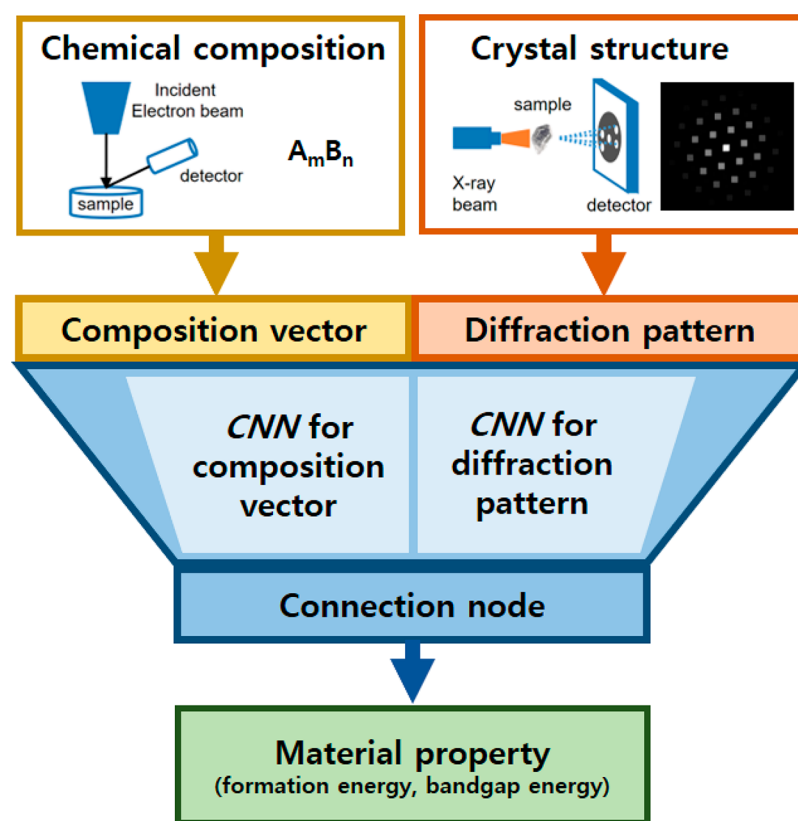 Chemical composition
Incident
Electron beam
detector
sample
AₘBₙ
Crystal structure
sample
X-ray
beam
detector
Composition vector
Diffraction pattern
CNN for
composition
vector
CNN for
diffraction
pattern
Connection node
Material property
(formation energy, bandgap energy)